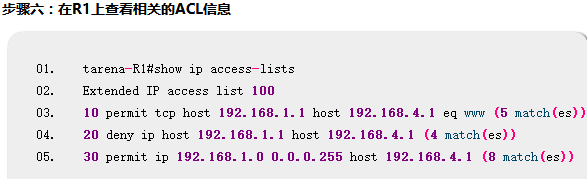 步骤六：在R1上查看相关的ACL信息
01. tarena-R1#show ip access-lists
02. Extended IP access list 100
03. 10 permit tcp host 192.168.1.1 host 192.168.4.1 eq www (5 match(es))
04. 20 deny ip host 192.168.1.1 host 192.168.4.1 (4 match(es))
05. 30 permit ip 192.168.1.0 0.0.0.255 host 192.168.4.1 (8 match(es))